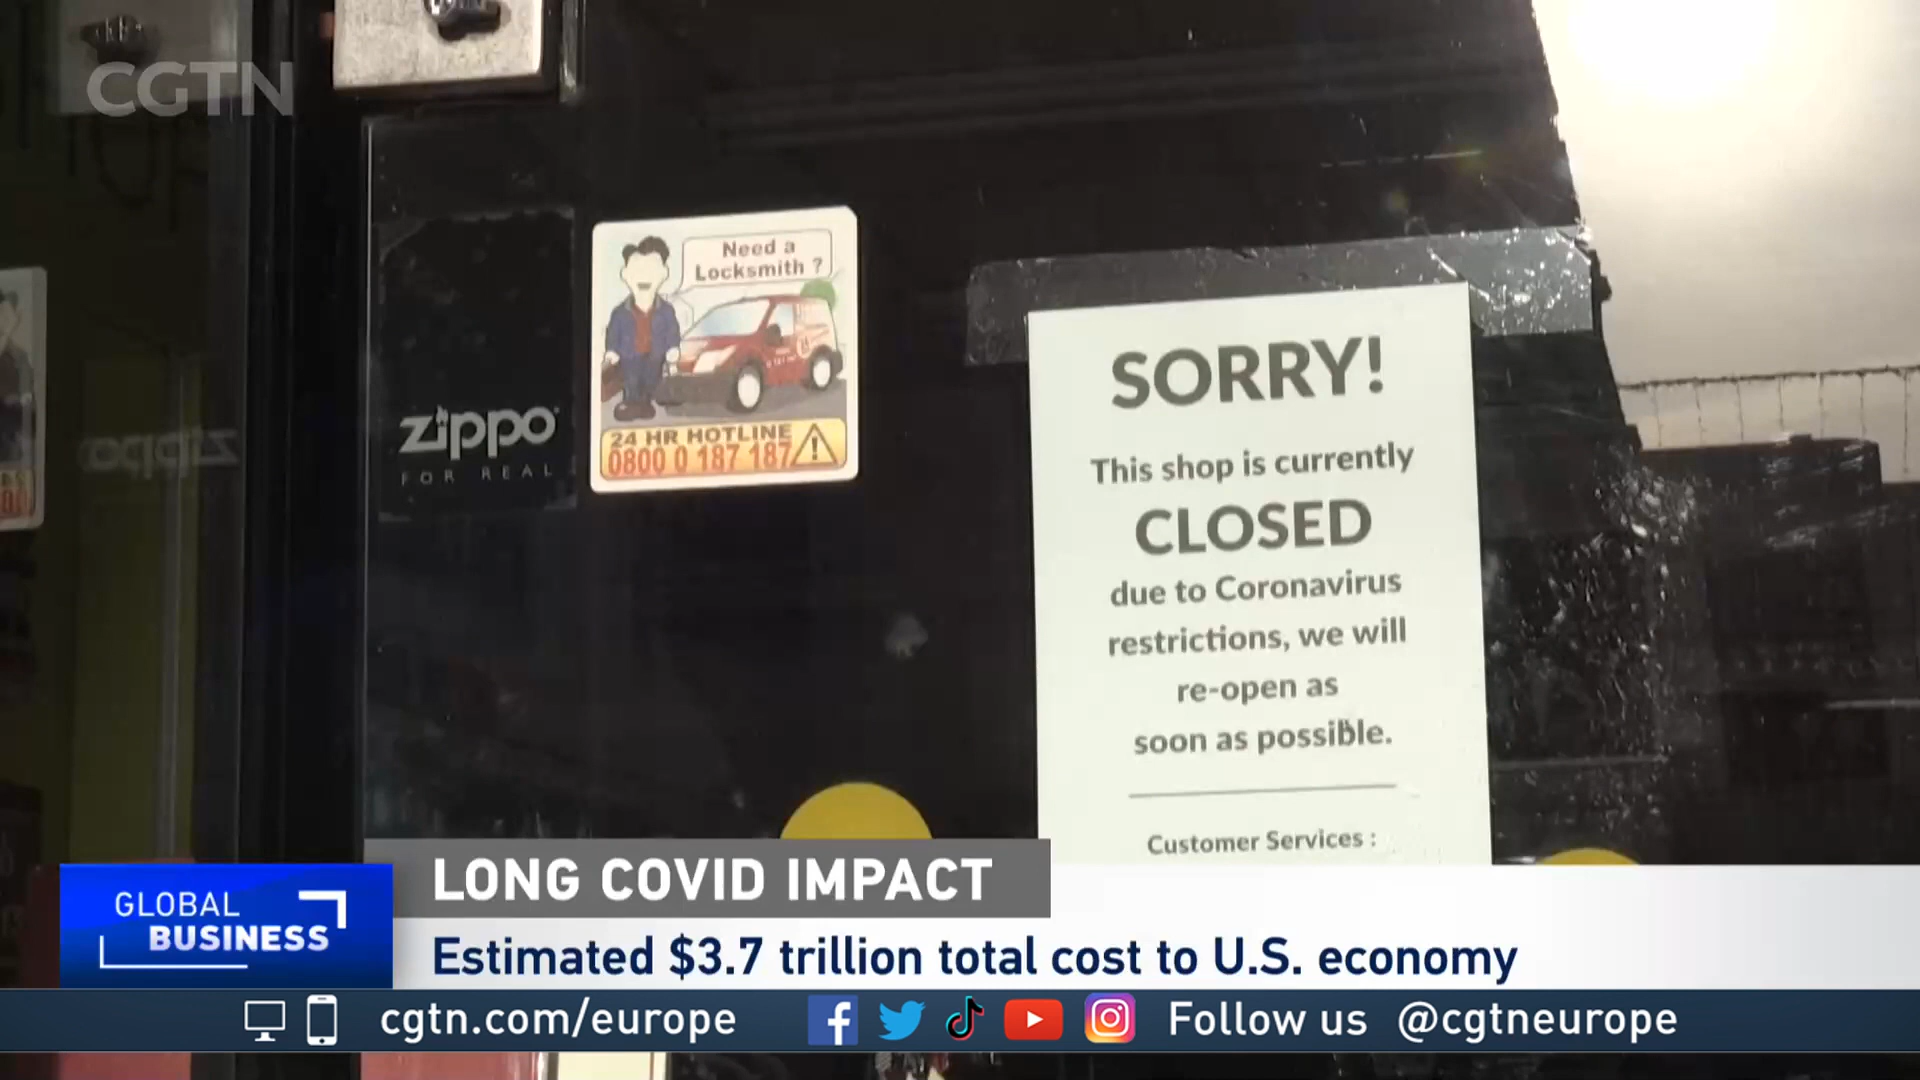 CGTN
Need a
Locksmith ?
zippo
FOR REAL
24 HR HOTLINE
0800 0 187 187
SORRY!
This shop is currently
CLOSED
due to Coronavirus
restrictions, we will
re-open as
soon as possible.
Customer Services :
LONG COVID IMPACT
GLOBAL
BUSINESS
Estimated $3.7 trillion total cost to U.S. economy
cgtn.com/europe
Follow us @cgtneurope